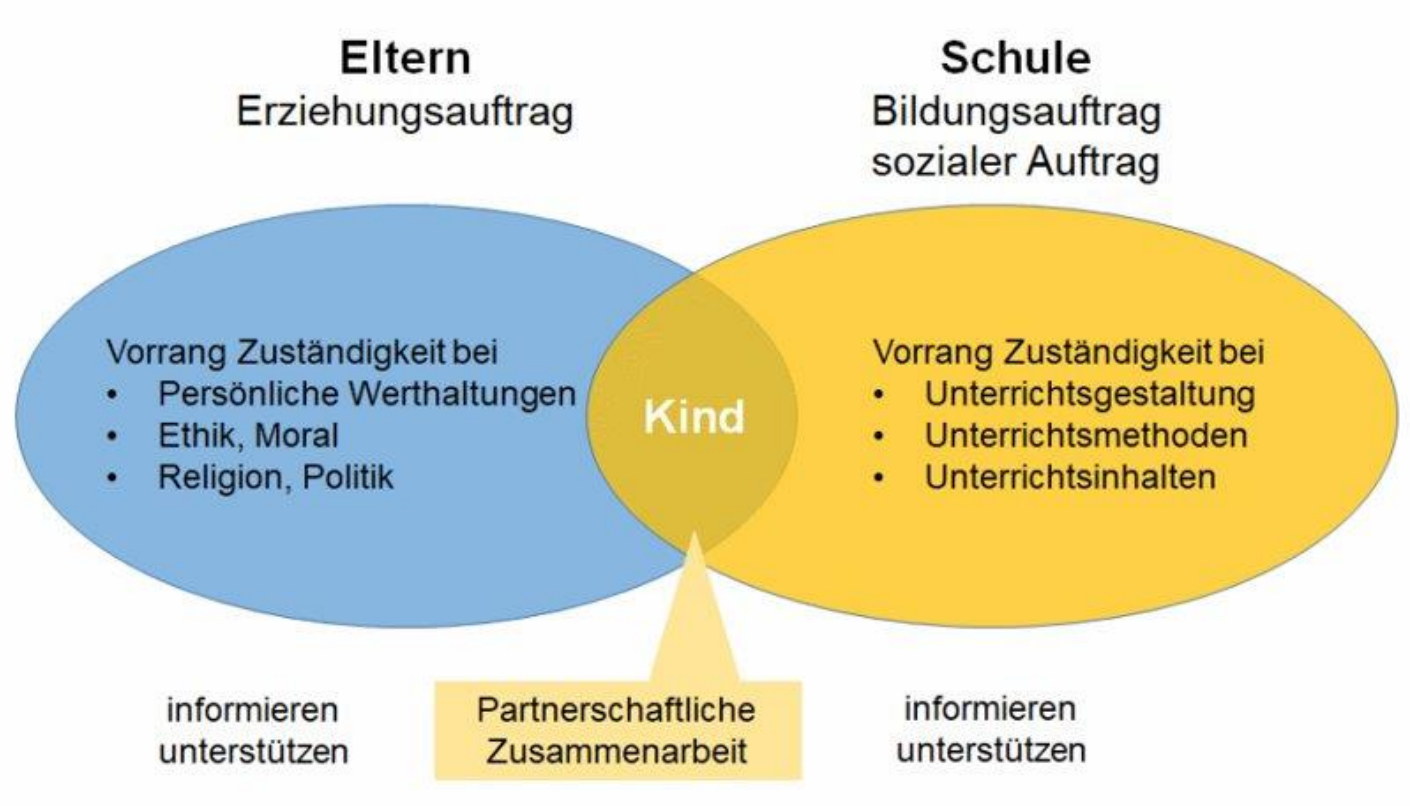 Eltern
Erziehungsauftrag
Schule
Bildungsauftrag
sozialer Auftrag
Vorrang Zuständigkeit bei
• Persönliche Werthaltungen
• Ethik, Moral
• Religion, Politik
Kind
Vorrang Zuständigkeit bei
• Unterrichtsgestaltung
• Unterrichtsmethoden
• Unterrichtsinhalten
informieren
unterstützen
Partnerschaftliche
Zusammenarbeit
informieren
unterstützen